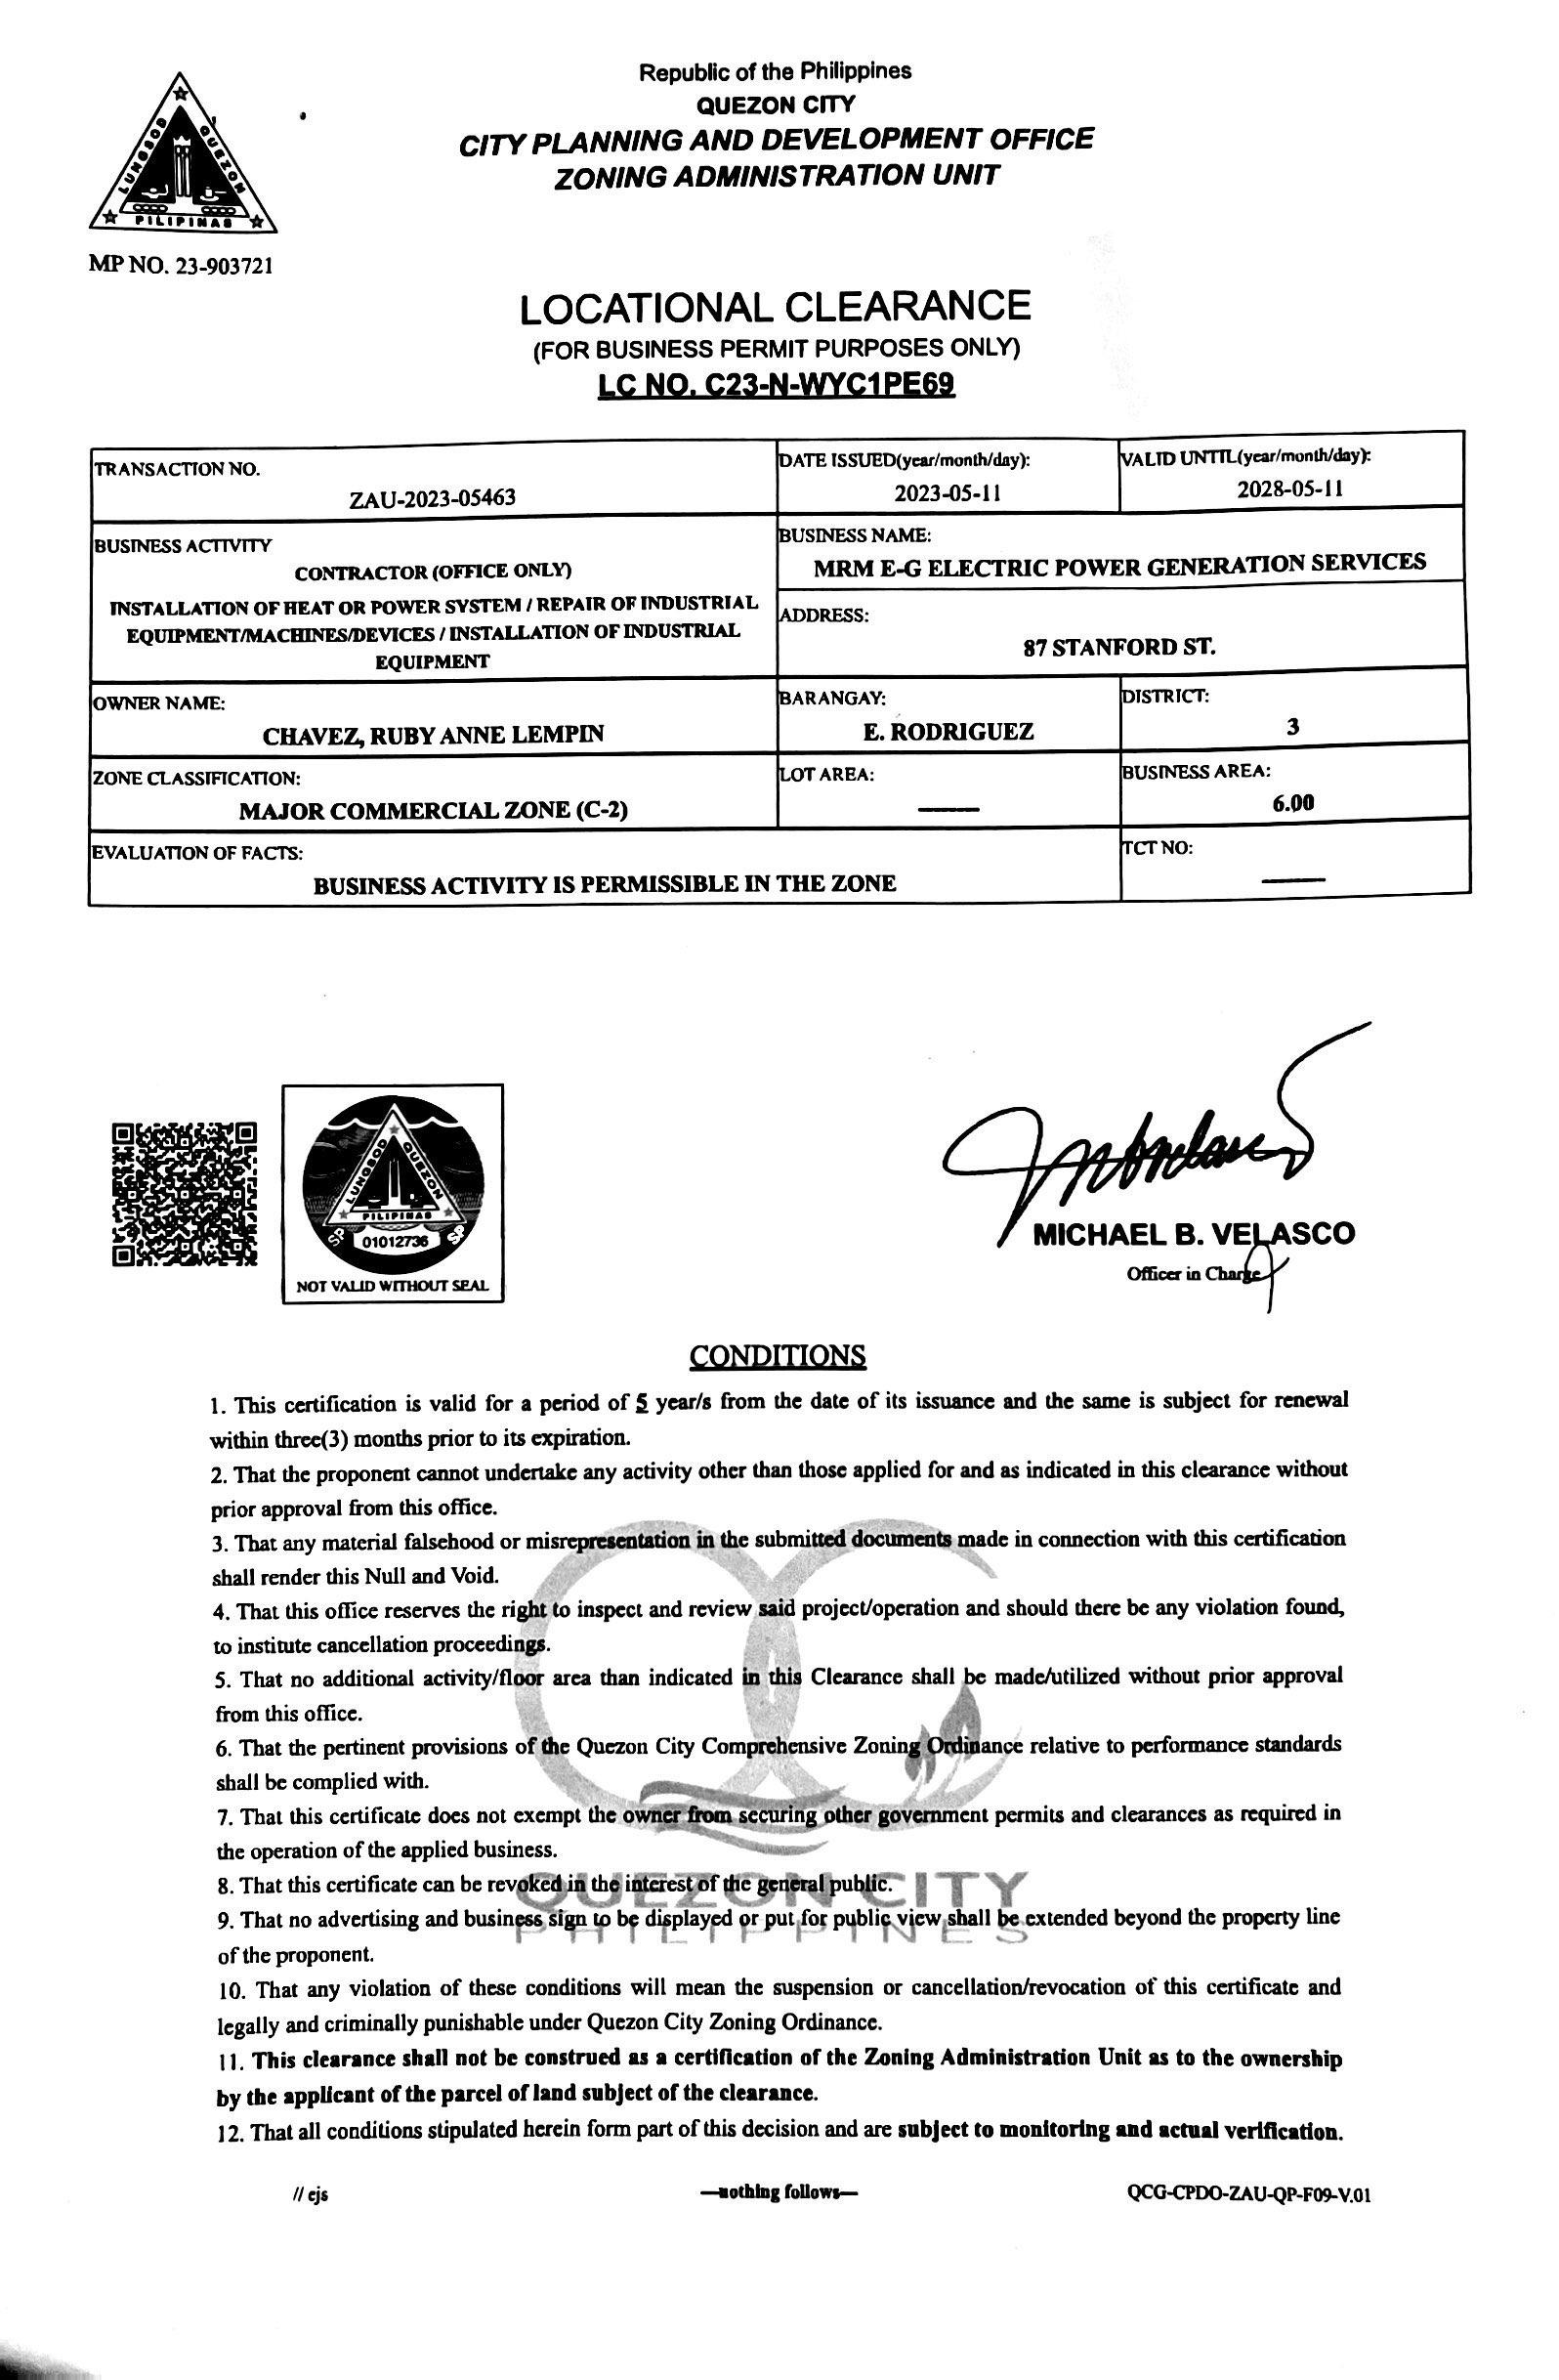 Republic of the Philippines
QUEZON CITY
CITY PLANNING AND DEVELOPMENT OFFICE
ZONING ADMINISTRATION UNIT
LUNGSOD QUEZON
PILIPINAS
MP NO. 23-903721
LOCATIONAL CLEARANCE
(FOR BUSINESS PERMIT PURPOSES ONLY)
LC NO. C23-N-WYC1PE69
TRANSACTION NO.
ZAU-2023-05463
DATE ISSUED(year/month/day):
2023-05-11
VALID UNTIL(year/month/day):
2028-05-11
BUSINESS ACTIVITY
CONTRACTOR (OFFICE ONLY)
INSTALLATION OF HEAT OR POWER SYSTEM / REPAIR OF INDUSTRIAL
EQUIPMENT/MACHINES/DEVICES / INSTALLATION OF INDUSTRIAL
EQUIPMENT
BUSINESS NAME:
MRM E-G ELECTRIC POWER GENERATION SERVICES
ADDRESS:
87 STANFORD ST.
OWNER NAME:
CHAVEZ, RUBY ANNE LEMPIN
BARANGAY:
E. RODRIGUEZ
DISTRICT:
3
ZONE CLASSIFICATION:
MAJOR COMMERCIAL ZONE (C-2)
LOT AREA:
BUSINESS AREA:
6.00
EVALUATION OF FACTS:
BUSINESS ACTIVITY IS PERMISSIBLE IN THE ZONE
TCT NO:
LUNGSOD QUEZON
PILIPINAS
SP 01012736 SP
NOT VALID WITHOUT SEAL
MICHAEL B. VELASCO
Officer in Charge
CONDITIONS
1. This certification is valid for a period of 5 year/s from the date of its issuance and the same is subject for renewal
within three(3) months prior to its expiration.
2. That the proponent cannot undertake any activity other than those applied for and as indicated in this clearance without
prior approval from this office.
3. That any material falsehood or misrepresentation in the submitted documents made in connection with this certification
shall render this Null and Void.
4. That this office reserves the right to inspect and review said project/operation and should there be any violation found,
to institute cancellation proceedings.
5. That no additional activity/floor area than indicated in this Clearance shall be made/utilized without prior approval
from this office.
6. That the pertinent provisions of the Quezon City Comprehensive Zoning Ordinance relative to performance standards
shall be complied with.
7. That this certificate does not exempt the owner from securing other government permits and clearances as required in
the operation of the applied business.
8. That this certificate can be revoked in the interest of the general public.
QUEZON CITY
9. That no advertising and business sign to be displayed or put for public view shall be extended beyond the property line
PHILIPPINES
of the proponent.
10. That any violation of these conditions will mean the suspension or cancellation/revocation of this certificate and
legally and criminally punishable under Quezon City Zoning Ordinance.
11. This clearance shall not be construed as a certification of the Zoning Administration Unit as to the ownership
by the applicant of the parcel of land subject of the clearance.
12. That all conditions stipulated herein form part of this decision and are subject to monitoring and actual verification.
// cjs
—nothing follows—
QCG-CPDO-ZAU-QP-F09-V.01